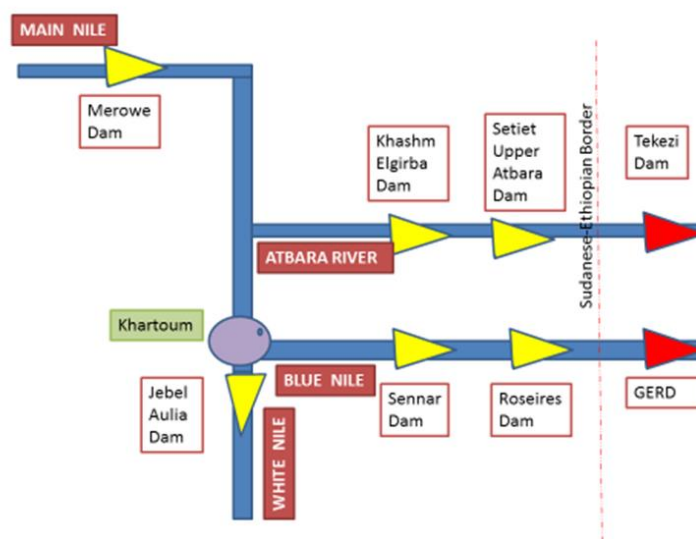 MAIN NILE
Merowe
Dam
Khashm
Elgirba
Dam
Setiet
Upper
Atbara
Dam
Sudanese-Ethiopian Border
Tekezi
Dam
ATBARA RIVER
Khartoum
BLUE NILE
Jebel
Aulia
Dam
WHITE NILE
Sennar
Dam
Roseires
Dam
GERD